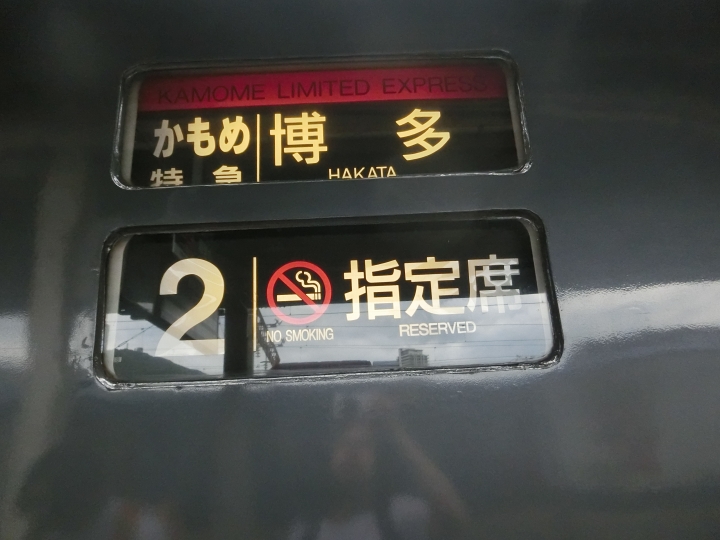 KAMOME LIMITED EXPRESS
かもめ 博多
特急 HAKATA
2 指定席
NO SMOKING RESERVED